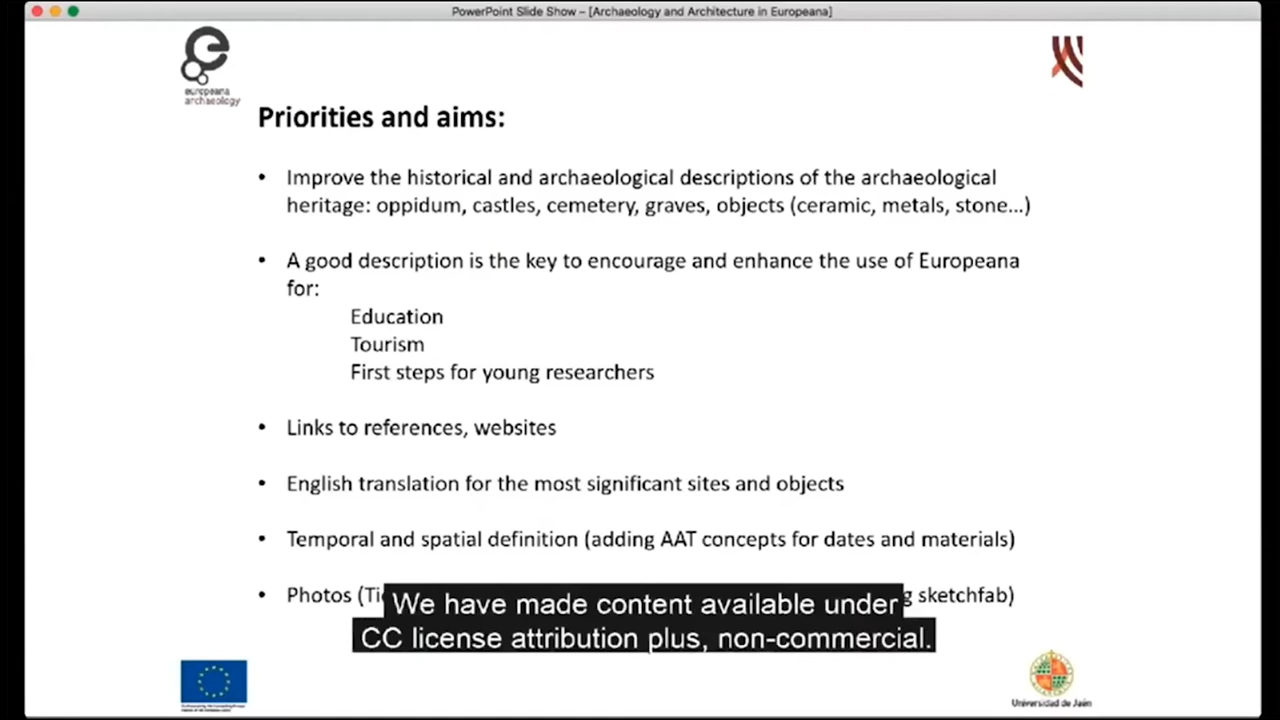 PowerPoint Slide Show – [Archaeology and Architecture in Europeana]
europeana
archaeology
Priorities and aims:
• Improve the historical and archaeological descriptions of the archaeological
heritage: oppidum, castles, cemetery, graves, objects (ceramic, metals, stone...)
• A good description is the key to encourage and enhance the use of Europeana
for:
Education
Tourism
First steps for young researchers
• Links to references, websites
• English translation for the most significant sites and objects
• Temporal and spatial definition (adding AAT concepts for dates and materials)
• Photos sketchfab)
We have made content available under
CC license attribution plus, non-commercial.
Universidad de Jaén